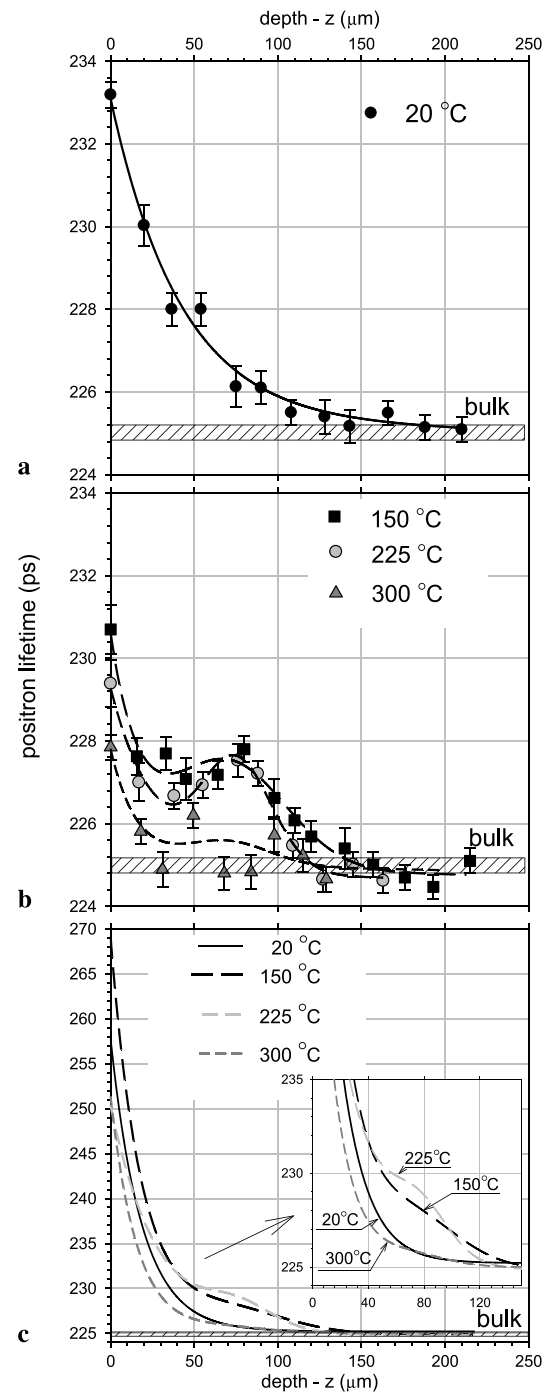 depth - z (μm)
0 50 100 150 200 250
234
232
230
228
226
224
20 °C
bulk
a
234
232
230
228
226
224
150 °C
225 °C
300 °C
bulk
b
positron lifetime (ps)
270
265
260
255
250
245
240
235
230
225
20 °C
150 °C
225 °C
300 °C
235
230
225
225°C
150°C
20°C
300°C
0 40 80 120
bulk
c
0 50 100 150 200 250
depth - z (μm)